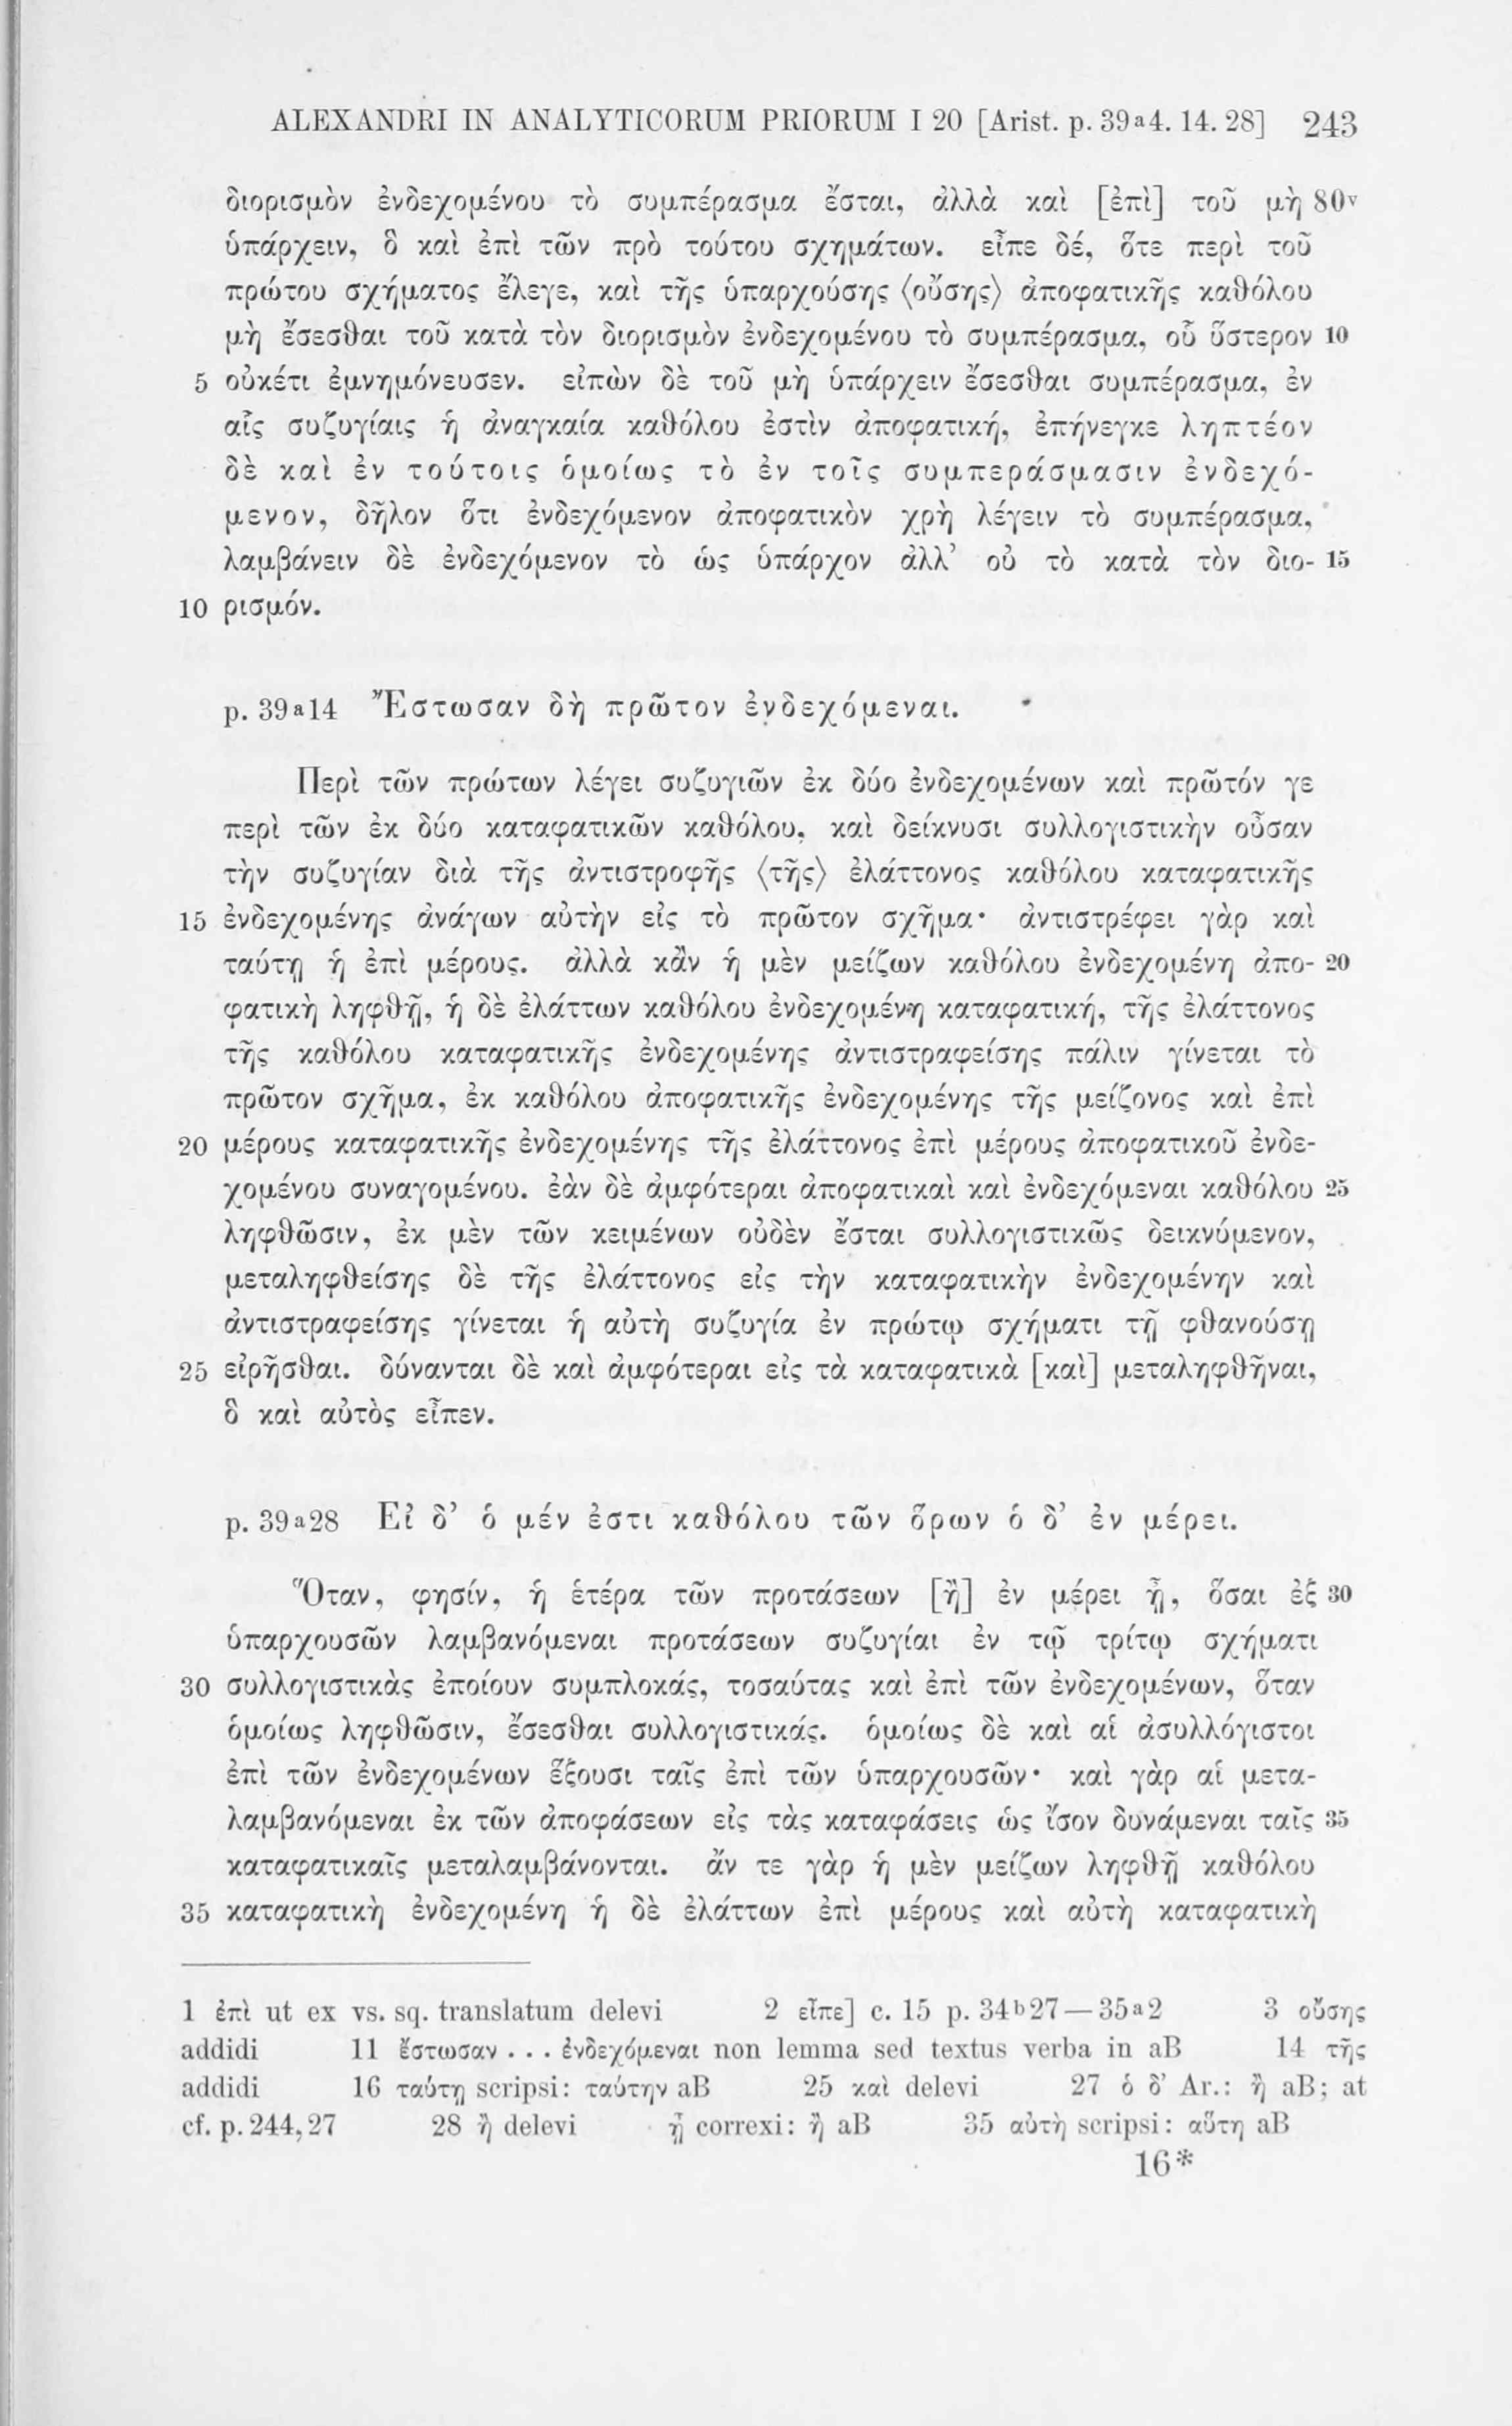 ALEXANDRI IN ANALYTICORUM PRIORUM I 20 [Arist. p. 39a4. 14. 28] 243
διορισμὸν ἐνδεχομένου τὸ συμπέρασμα ἔσται, ἀλλὰ καὶ [ἐπὶ] τοῦ μὴ 80v
ὑπάρχειν, ὃ καὶ ἐπὶ τῶν πρὸ τούτου σχημάτων. εἶπε δέ, ὅτε περὶ τοῦ
πρώτου σχήματος ἔλεγε, καὶ τῆς ὑπαρχούσης ⟨οὔσης⟩ ἀποφατικῆς καθόλου
μὴ ἔσεσθαι τοῦ κατὰ τὸν διορισμὸν ἐνδεχομένου τὸ συμπέρασμα, οὗ ὕστερον 10
5 οὐκέτι ἐμνημόνευσεν. εἰπὼν δὲ τοῦ μὴ ὑπάρχειν ἔσεσθαι συμπέρασμα, ἐν
αἷς συζυγίαις ἡ ἀναγκαία καθόλου ἐστὶν ἀποφατική, ἐπήνεγκε ληπτέον
δὲ καὶ ἐν τούτοις ὁμοίως τὸ ἐν τοῖς συμπεράσμασιν ἐνδεχό-
μενον, δῆλον ὅτι ἐνδεχόμενον ἀποφατικὸν χρὴ λέγειν τὸ συμπέρασμα,
λαμβάνειν δὲ ἐνδεχόμενον τὸ ὡς ὑπάρχον ἀλλ’ οὐ τὸ κατὰ τὸν διο- 15
10 ρισμόν.
p. 39a14 Ἔστωσαν δὴ πρῶτον ἐνδεχόμεναι.
Περὶ τῶν πρώτων λέγει συζυγιῶν ἐκ δύο ἐνδεχομένων καὶ πρῶτόν γε
περὶ τῶν ἐκ δύο καταφατικῶν καθόλου, καὶ δείκνυσι συλλογιστικὴν οὖσαν
τὴν συζυγίαν διὰ τῆς ἀντιστροφῆς ⟨τῆς⟩ ἐλάττονος καθόλου καταφατικῆς
15 ἐνδεχομένης ἀνάγων αὐτὴν εἰς τὸ πρῶτον σχῆμα· ἀντιστρέφει γὰρ καὶ
ταύτῃ ἡ ἐπὶ μέρους. ἀλλὰ κἂν ἡ μὲν μείζων καθόλου ἐνδεχομένη ἀπο- 20
φατικὴ ληφθῇ, ἡ δὲ ἐλάττων καθόλου ἐνδεχομένη καταφατική, τῆς ἐλάττονος
τῆς καθόλου καταφατικῆς ἐνδεχομένης ἀντιστραφείσης πάλιν γίνεται τὸ
πρῶτον σχῆμα, ἐκ καθόλου ἀποφατικῆς ἐνδεχομένης τῆς μείζονος καὶ ἐπὶ
20 μέρους καταφατικῆς ἐνδεχομένης τῆς ἐλάττονος ἐπὶ μέρους ἀποφατικοῦ ἐνδε-
χομένου συναγομένου. ἐὰν δὲ ἀμφότεραι ἀποφατικαὶ καὶ ἐνδεχόμεναι καθόλου 25
ληφθῶσιν, ἐκ μὲν τῶν κειμένων οὐδὲν ἔσται συλλογιστικῶς δεικνύμενον,
μεταληφθείσης δὲ τῆς ἐλάττονος εἰς τὴν καταφατικὴν ἐνδεχομένην καὶ
ἀντιστραφείσης γίνεται ἡ αὐτὴ συζυγία ἐν πρώτῳ σχήματι τῇ φθανούσῃ
25 εἰρῆσθαι. δύνανται δὲ καὶ ἀμφότεραι εἰς τὰ καταφατικὰ [καὶ] μεταληφθῆναι,
ὃ καὶ αὐτὸς εἶπεν.
p. 39a28 Εἰ δ’ ὁ μέν ἐστι καθόλου τῶν ὅρων ὁ δ’ ἐν μέρει.
Ὅταν, φησίν, ἡ ἑτέρα τῶν προτάσεων [ἢ] ἐν μέρει ᾖ, ὅσαι ἐξ 30
ὑπαρχουσῶν λαμβανόμεναι προτάσεων συζυγίαι ἐν τῷ τρίτῳ σχήματι
30 συλλογιστικὰς ἐποίουν συμπλοκάς, τοσαύτας καὶ ἐπὶ τῶν ἐνδεχομένων, ὅταν
ὁμοίως ληφθῶσιν, ἔσεσθαι συλλογιστικάς. ὁμοίως δὲ καὶ αἱ ἀσυλλόγιστοι
ἐπὶ τῶν ἐνδεχομένων ἕξουσι ταῖς ἐπὶ τῶν ὑπαρχουσῶν· καὶ γὰρ αἱ μετα-
λαμβανόμεναι ἐκ τῶν ἀποφάσεων εἰς τὰς καταφάσεις ὡς ἴσον δυνάμεναι ταῖς 35
καταφατικαῖς μεταλαμβάνονται. ἄν τε γὰρ ἡ μὲν μείζων ληφθῇ καθόλου
35 καταφατικὴ ἐνδεχομένη ἡ δὲ ἐλάττων ἐπὶ μέρους καὶ αὐτὴ καταφατικὴ
1 ἐπὶ ut ex vs. sq. translatum delevi 2 εἶπε] c. 15 p. 34b27—35a2 3 οὔσης
addidi 11 ἔστωσαν . . . ἐνδεχόμεναι non lemma sed textus verba in aB 14 τῆς
addidi 16 ταύτῃ scripsi: ταύτην aB 25 καὶ delevi 27 ὁ δ’ Ar.: ἢ aB; at
cf. p. 244,27 28 ἢ delevi ᾖ correxi: ἢ aB 35 αὐτὴ scripsi: αὕτη aB
16*